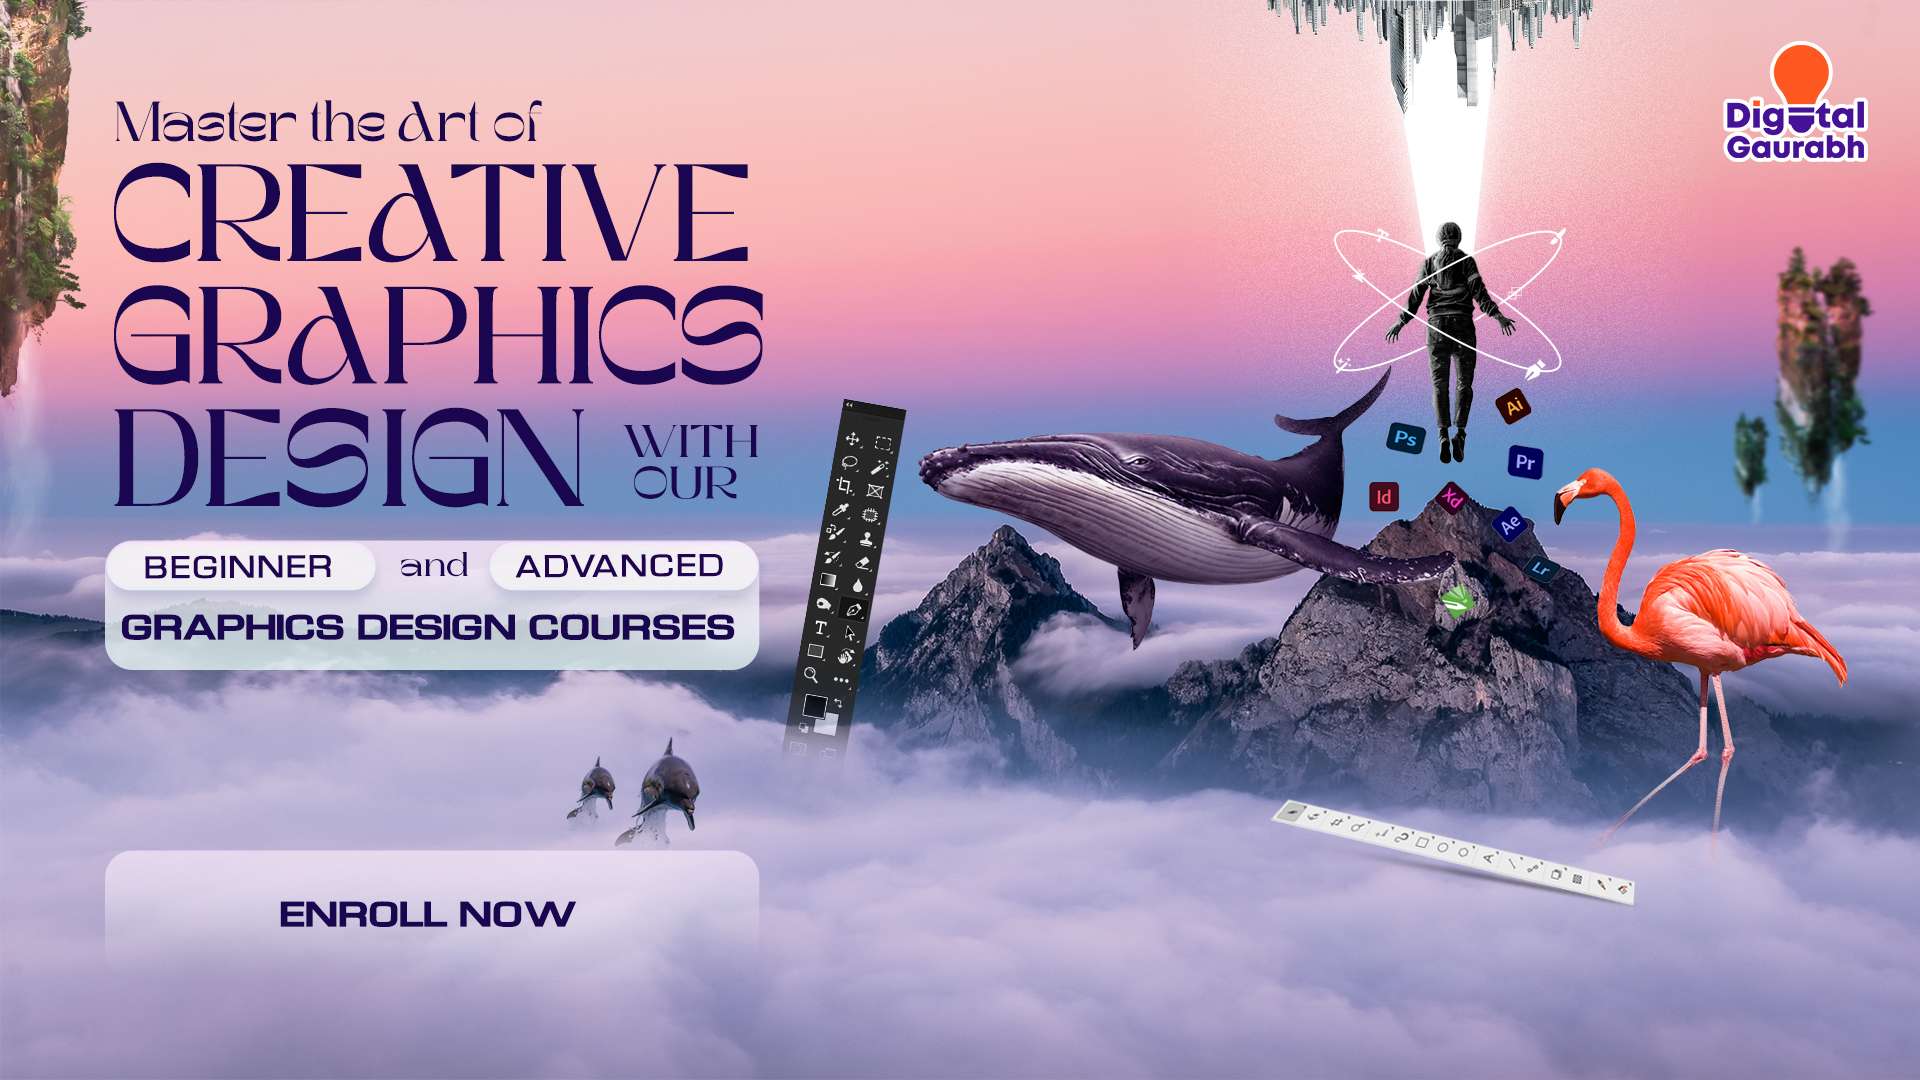 Master the Art of
CREATIVE
GRAPHICS
DESIGN WITH OUR
BEGINNER and ADVANCED
GRAPHICS DESIGN COURSES
ENROLL NOW
Digital
Gaurabh
Ps
Ai
Pr
Id
Xd
Ae
Lr
T